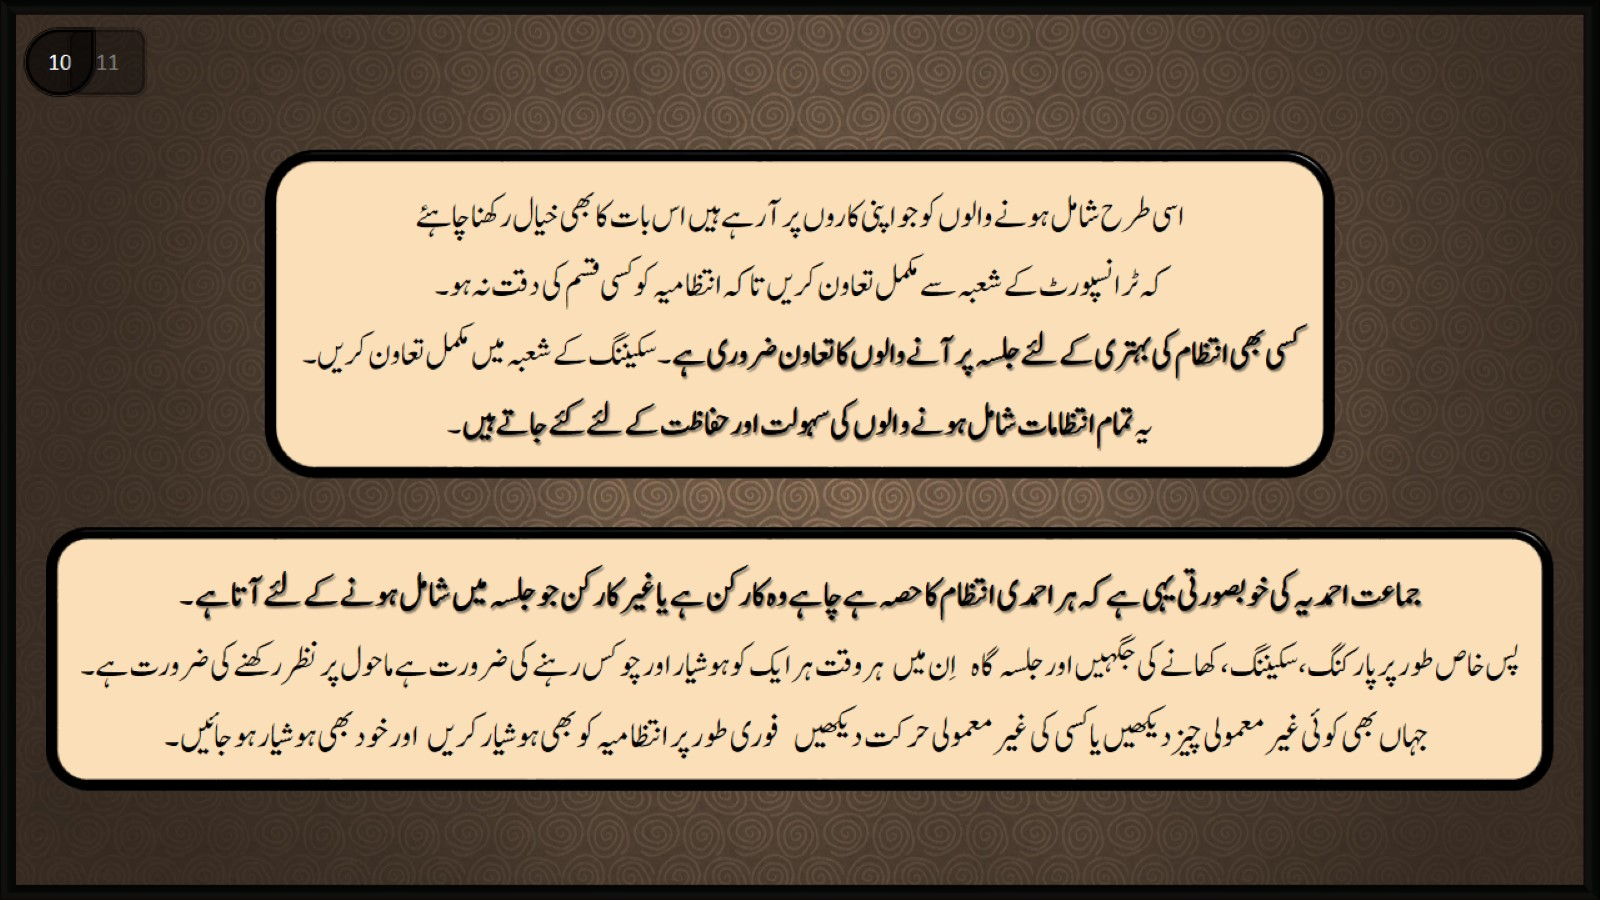 10 11
اسی طرح شامل ہونے والوں کو جو اپنی کاروں پر آرہے ہیں اس بات کا بھی خیال رکھنا چاہئے
کہ ٹرانسپورٹ کے شعبہ سے مکمل تعاون کریں تا کہ انتظامیہ کو کسی قسم کی دقت نہ ہو۔
کسی بھی انتظام کی بہتری کے لئے جلسہ پر آنے والوں کا تعاون ضروری ہے۔ سکیننگ کے شعبہ میں مکمل تعاون کریں۔
یہ تمام انتظامات شامل ہونے والوں کی سہولت اور حفاظت کے لئے کئے جاتے ہیں۔
جماعت احمدیہ کی خوبصورتی یہی ہے کہ ہر احمدی انتظام کا حصہ ہے چاہے وہ کارکن ہے یا غیر کارکن جو جلسہ میں شامل ہونے کے لئے آتا ہے۔
پس خاص طور پر پارکنگ، سکیننگ، کھانے کی جگہیں اور جلسہ گاہ اِن میں ہر وقت ہر ایک کو ہوشیار اور چوکس رہنے کی ضرورت ہے ماحول پر نظر رکھنے کی ضرورت ہے۔
جہاں بھی کوئی غیر معمولی چیز دیکھیں یا کسی کی غیر معمولی حرکت دیکھیں فوری طور پر انتظامیہ کو بھی ہوشیار کریں اور خود بھی ہوشیار ہو جائیں۔